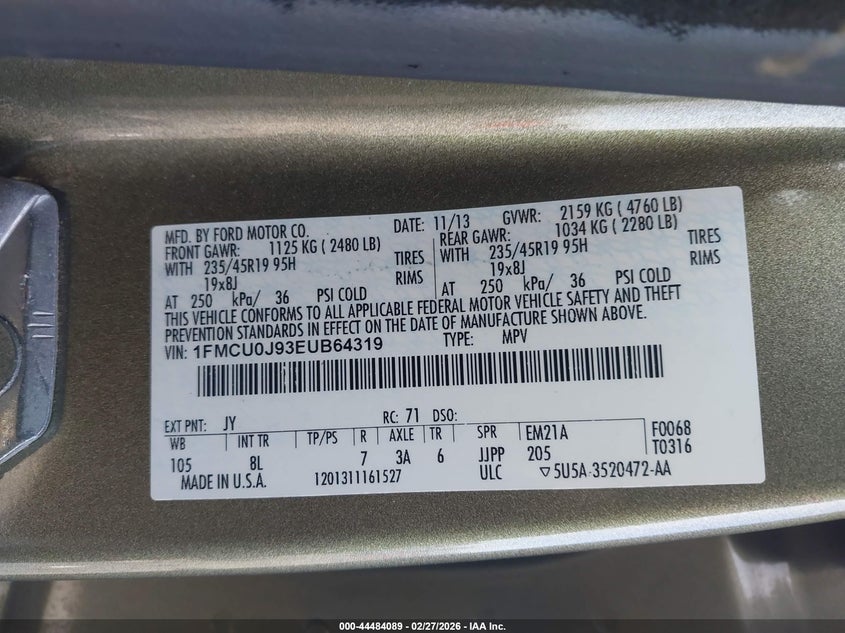 MFD. BY FORD MOTOR CO. DATE: 11/13 GVWR: 2159 KG ( 4760 LB)
FRONT GAWR: 1125 KG ( 2480 LB) REAR GAWR: 1034 KG ( 2280 LB)
WITH 235/45R19 95H TIRES WITH 235/45R19 95H TIRES
19x8J RIMS 19x8J RIMS
AT 250 kPa/ 36 PSI COLD AT 250 kPa/ 36 PSI COLD
THIS VEHICLE CONFORMS TO ALL APPLICABLE FEDERAL MOTOR VEHICLE SAFETY AND THEFT
PREVENTION STANDARDS IN EFFECT ON THE DATE OF MANUFACTURE SHOWN ABOVE.
VIN: 1FMCU0J93EUB64319 TYPE: MPV
EXT PNT: JY RC: 71 DSO:
WB INT TR TP/PS R AXLE TR SPR EM21A F0068
105 8L 7 3A 6 JJPP 205 T0316
MADE IN U.S.A. 1201311161527 ULC ▽5U5A-3520472-AA
000-44484089 - 02/27/2026 - IAA Inc.